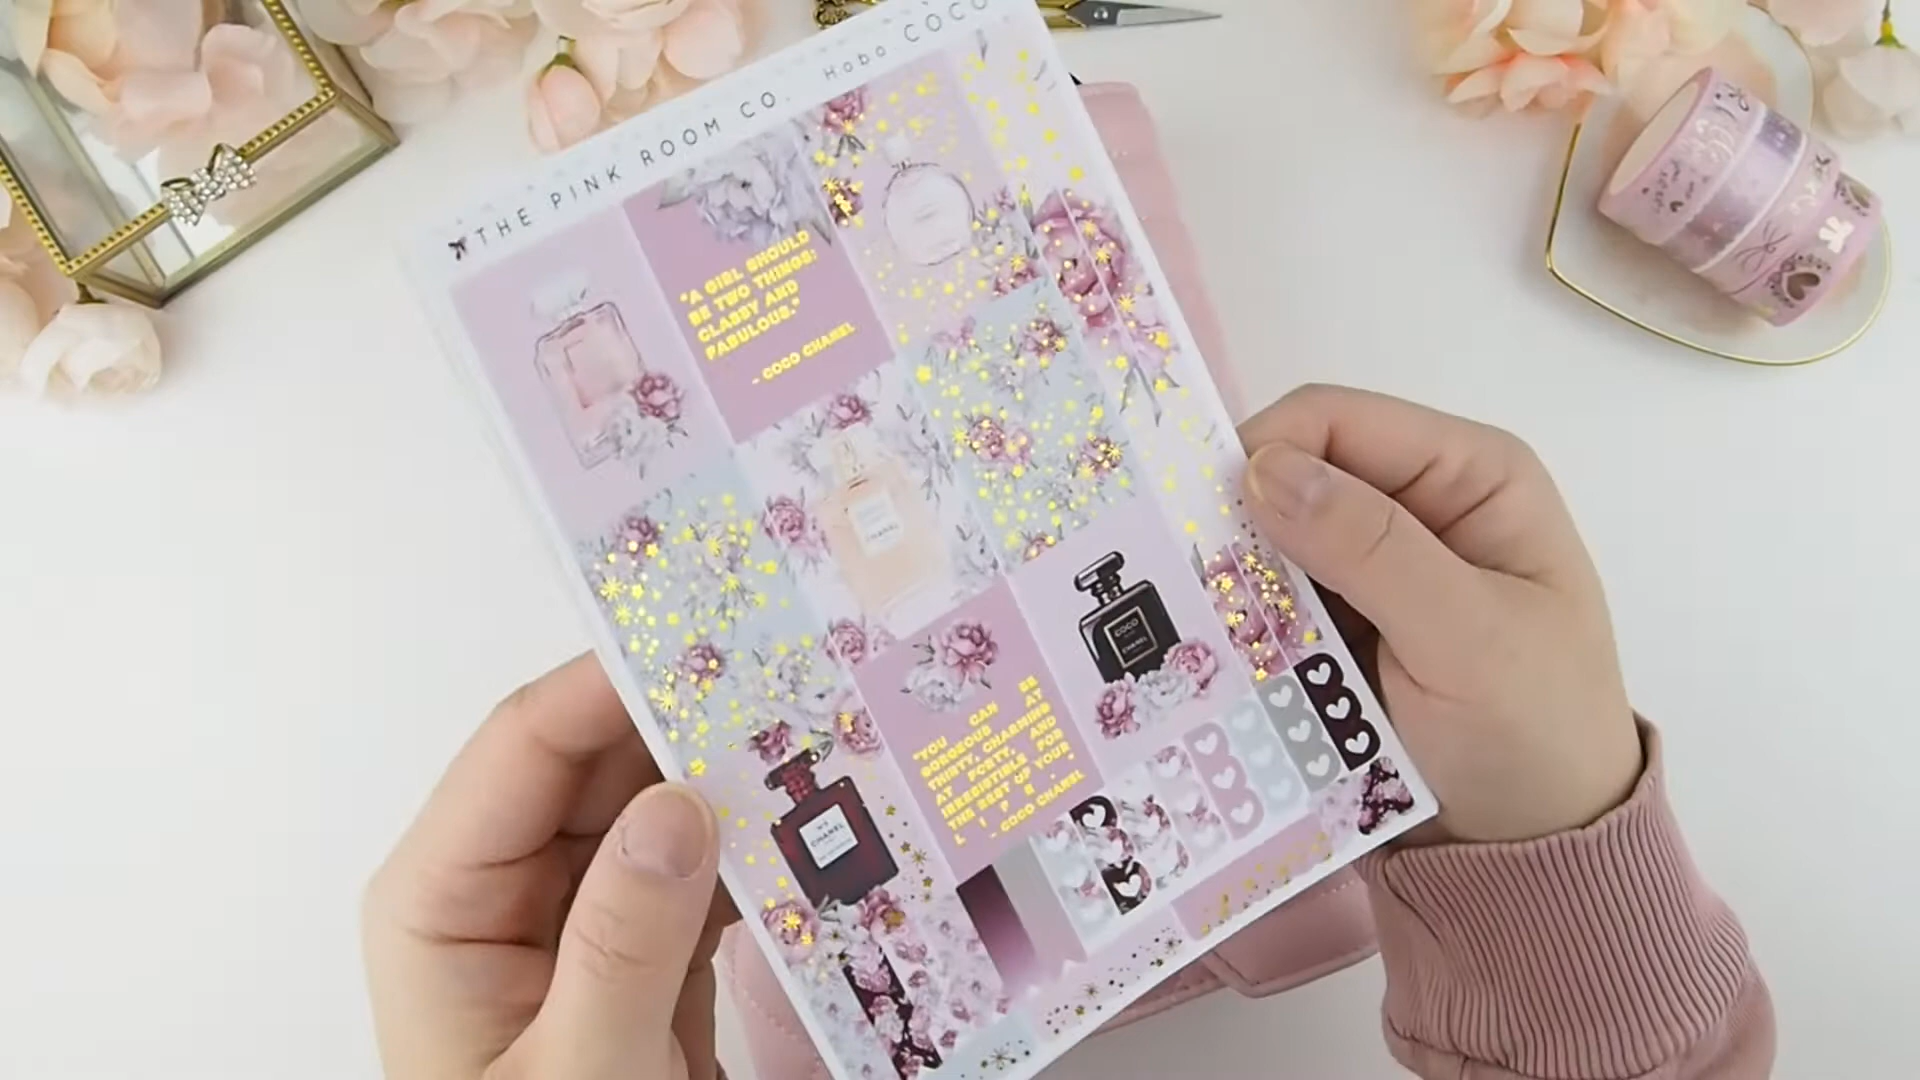 THE PINK ROOM CO.
Hobo COCO
"A GIRL SHOULD
BE TWO THINGS:
CLASSY AND
FABULOUS."
- COCO CHANEL
CHANEL
COCO
CHANEL
"YOU CAN BE
GORGEOUS AT
THIRTY, CHARMING
AT FORTY, AND
IRRESISTIBLE FOR
THE REST OF YOUR
L I F E . "
- COCO CHANEL
N°5
CHANEL